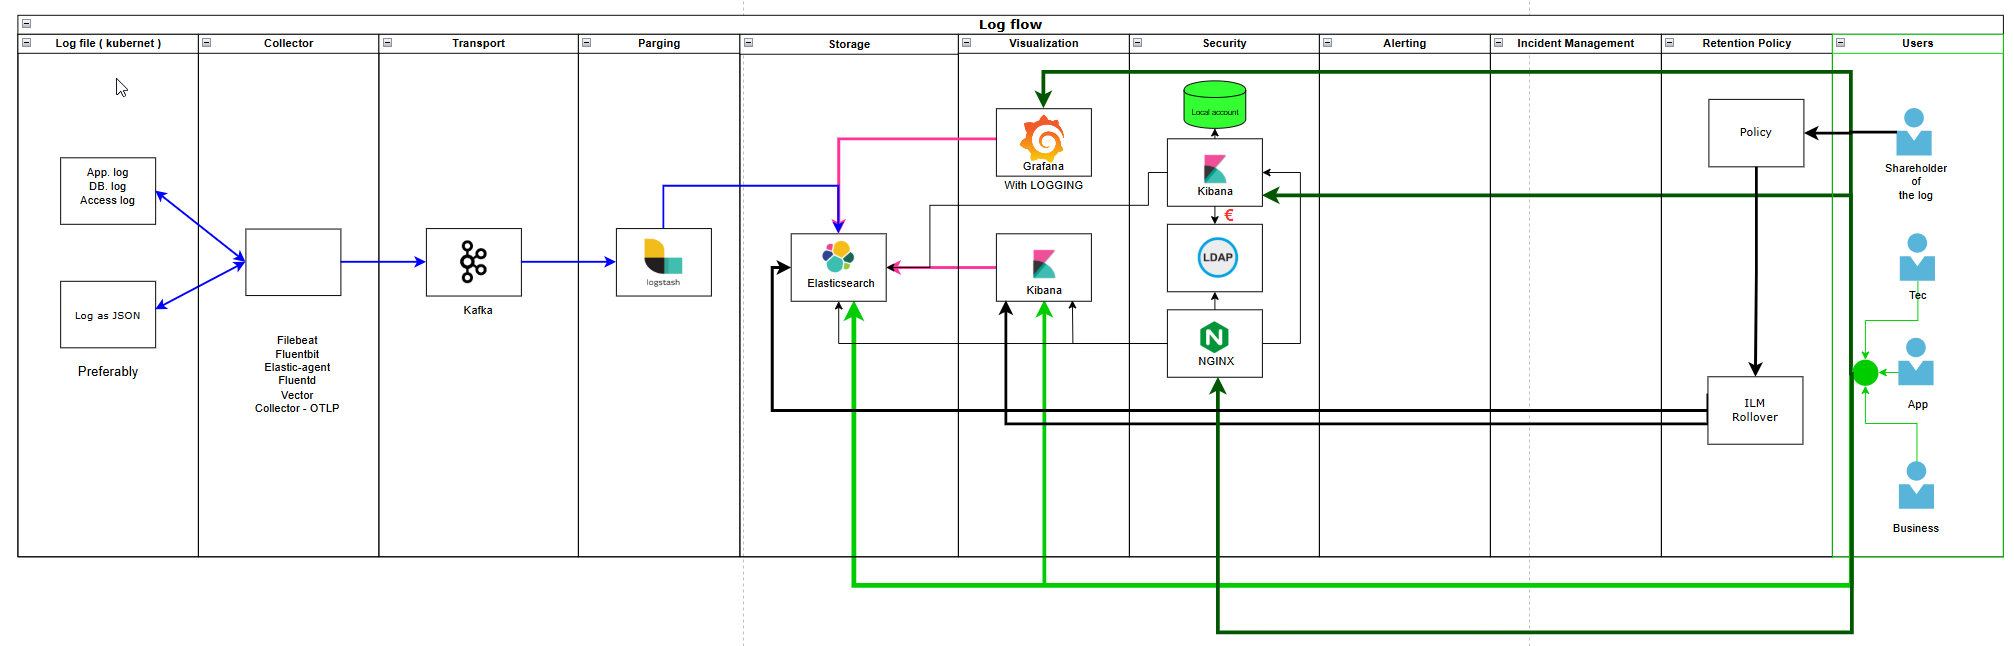 Log flow
Log file ( kubernet )
Collector
Transport
Parging
Storage
Visualization
Security
Alerting
Incident Management
Retention Policy
Users
App. log
DB. log
Access log
Log as JSON
Preferably
Filebeat
Fluentbit
Elastic-agent
Fluentd
Vector
Collector - OTLP
Kafka
logstash
Elasticsearch
Grafana
With LOGGING
Kibana
Local account
Kibana
€
LDAP
NGINX
Policy
ILM
Rollover
Shareholder
of
the log
Tec
App
Business